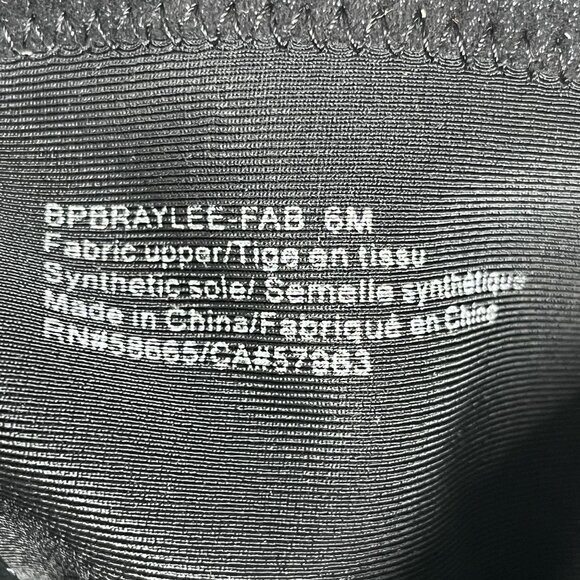 BPBRAYLEE-FAB 6M
Fabric upper/Tige en tissu
Synthetic sole/ Semelle synthétique
Made in China/Fabriqué en Chine
RN#58665/CA#57963